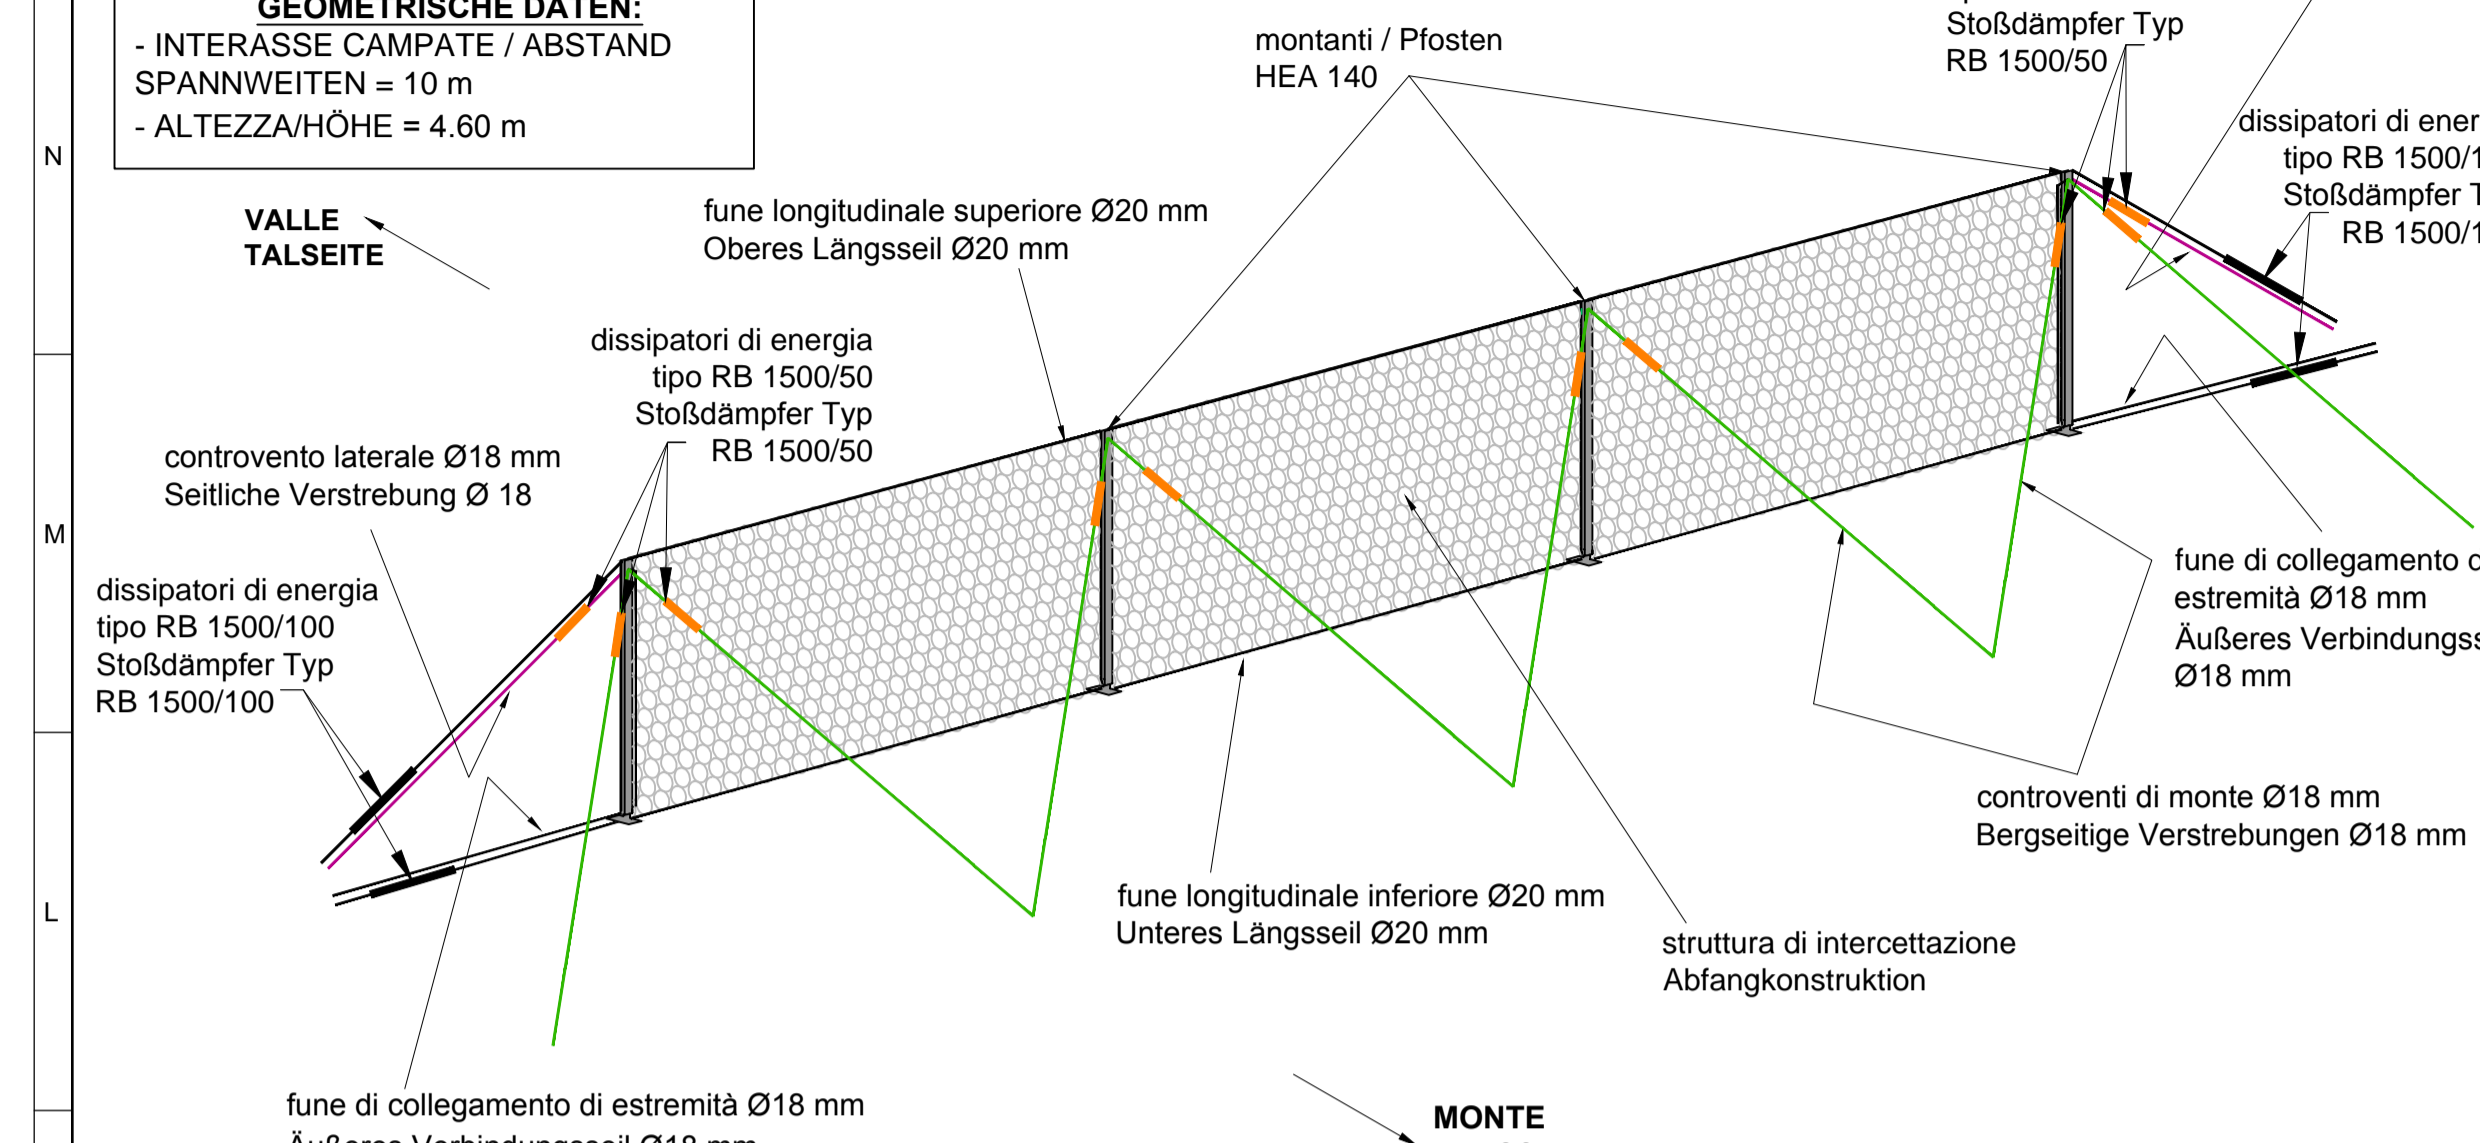 GEOMETRISCHE DATEN:
- INTERASSE CAMPATE / ABSTAND
SPANNWEITEN = 10 m
- ALTEZZA/HÖHE = 4.60 m
montanti / Pfosten
HEA 140
Stoßdämpfer Typ
RB 1500/50
dissipatori di ener
tipo RB 1500/1
Stoßdämpfer T
RB 1500/1
N
VALLE
TALSEITE
fune longitudinale superiore Ø20 mm
Oberes Längsseil Ø20 mm
dissipatori di energia
tipo RB 1500/50
Stoßdämpfer Typ
RB 1500/50
controvento laterale Ø18 mm
Seitliche Verstrebung Ø 18
M
dissipatori di energia
tipo RB 1500/100
Stoßdämpfer Typ
RB 1500/100
fune di collegamento d
estremità Ø18 mm
Äußeres Verbindungss
Ø18 mm
controventi di monte Ø18 mm
Bergseitige Verstrebungen Ø18 mm
L
fune longitudinale inferiore Ø20 mm
Unteres Längsseil Ø20 mm
struttura di intercettazione
Abfangkonstruktion
fune di collegamento di estremità Ø18 mm
Äußeres Verbindungsseil Ø18 mm
MONTE